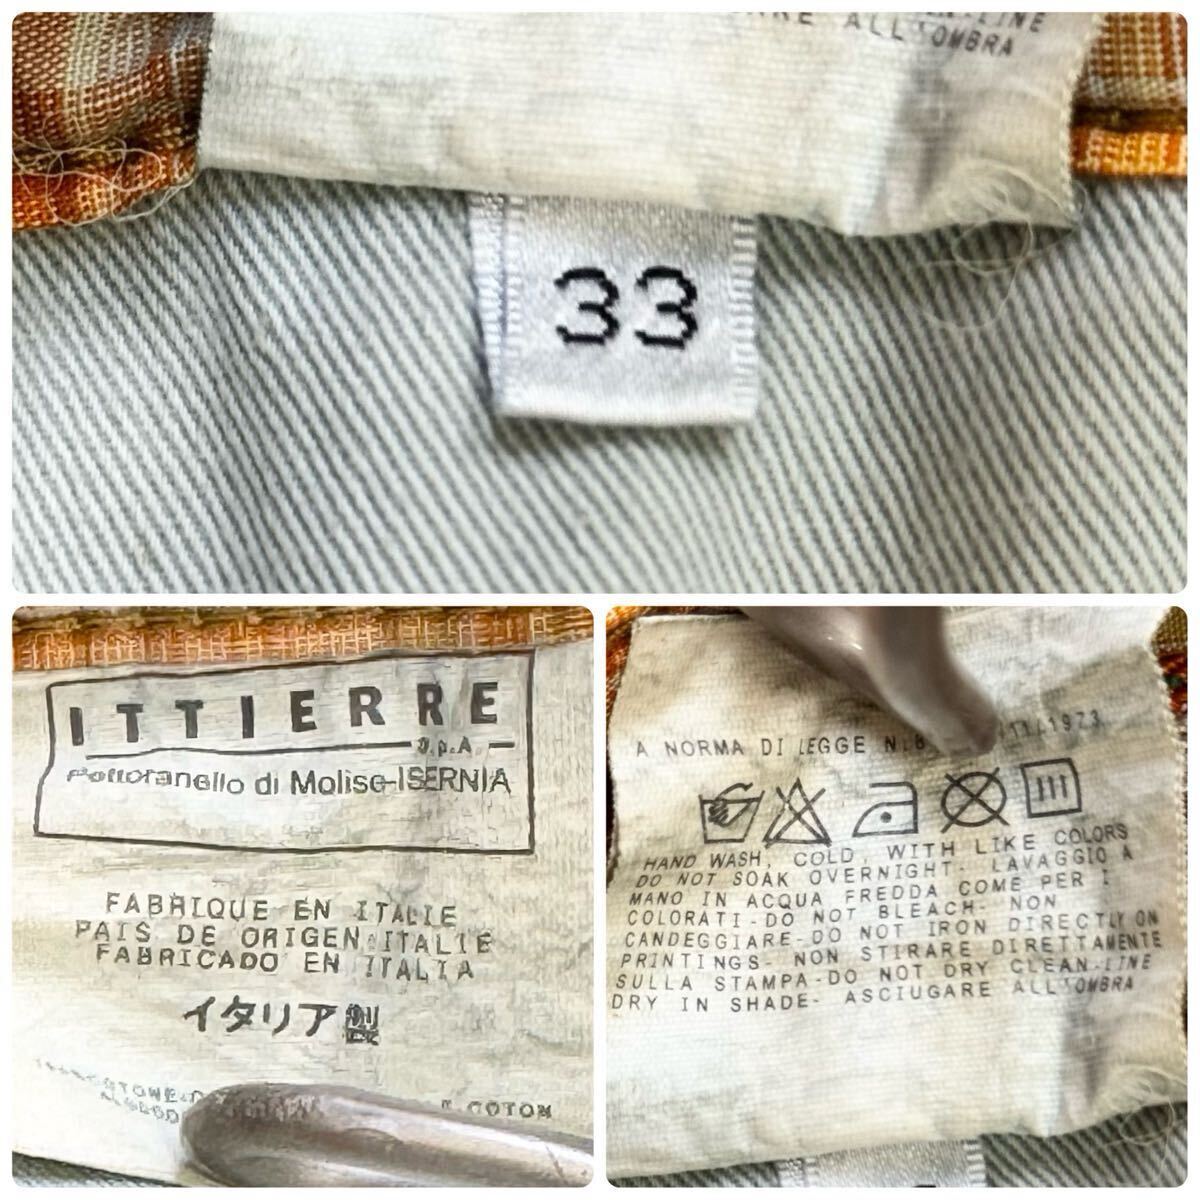 ALL'OMBRA
33
ITTIERRE
S.p.A.
Pettoranello di Molise-ISERNIA
FABRIQUE EN ITALIE
PAIS DE ORIGEN ITALIE
FABRICADO EN ITALIA
イタリア製
COTON
A NORMA DI LEGGE N.8
HAND WASH, COLD, WITH LIKE COLORS
DO NOT SOAK OVERNIGHT- LAVAGGIO A
MANO IN ACQUA FREDDA COME PER I
COLORATI-DO NOT BLEACH- NON
CANDEGGIARE-DO NOT IRON DIRECTLY ON
PRINTINGS- NON STIRARE DIRETTAMENTE
SULLA STAMPA-DO NOT DRY CLEAN-LINE
DRY IN SHADE- ASCIUGARE ALL'OMBRA